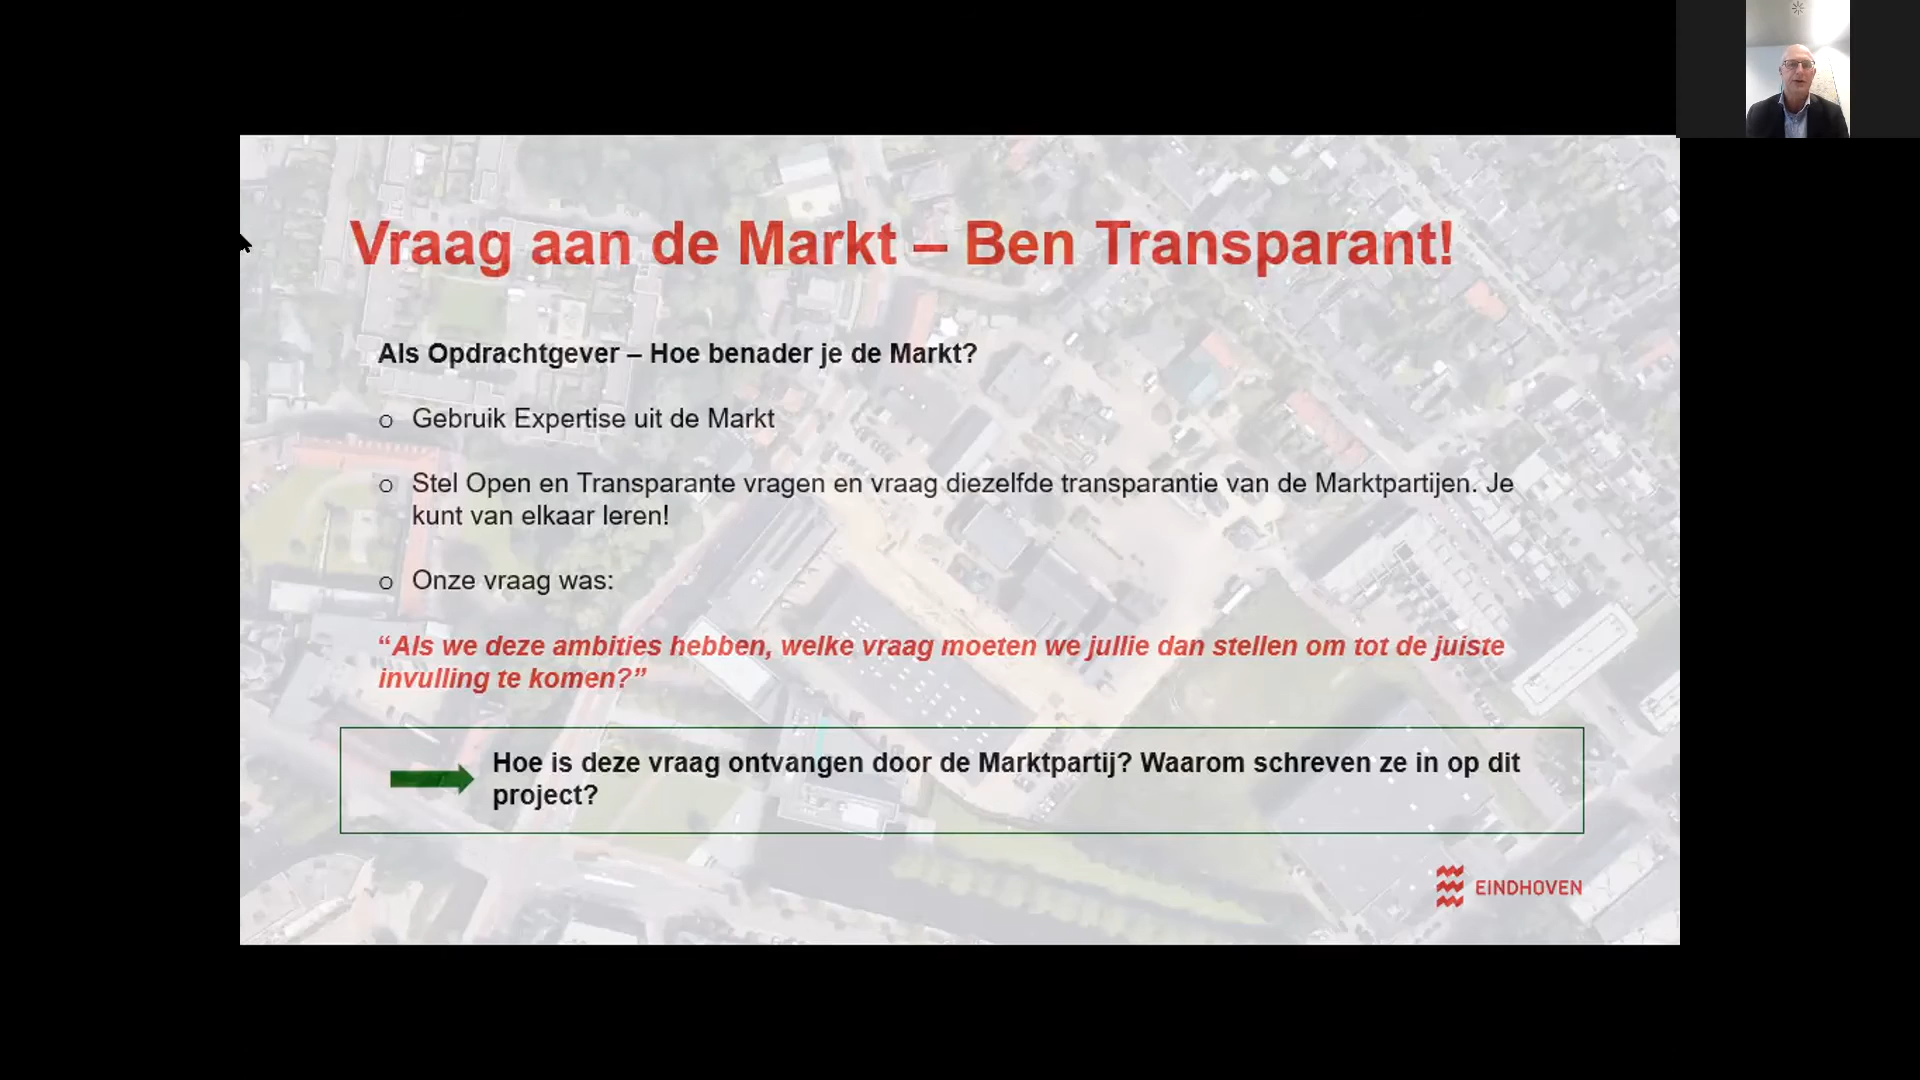 Vraag aan de Markt – Ben Transparant!
Als Opdrachtgever – Hoe benader je de Markt?
o Gebruik Expertise uit de Markt
o Stel Open en Transparante vragen en vraag diezelfde transparantie van de Marktpartijen. Je
kunt van elkaar leren!
o Onze vraag was:
“Als we deze ambities hebben, welke vraag moeten we jullie dan stellen om tot de juiste
invulling te komen?”
Hoe is deze vraag ontvangen door de Marktpartij? Waarom schreven ze in op dit
project?
EINDHOVEN